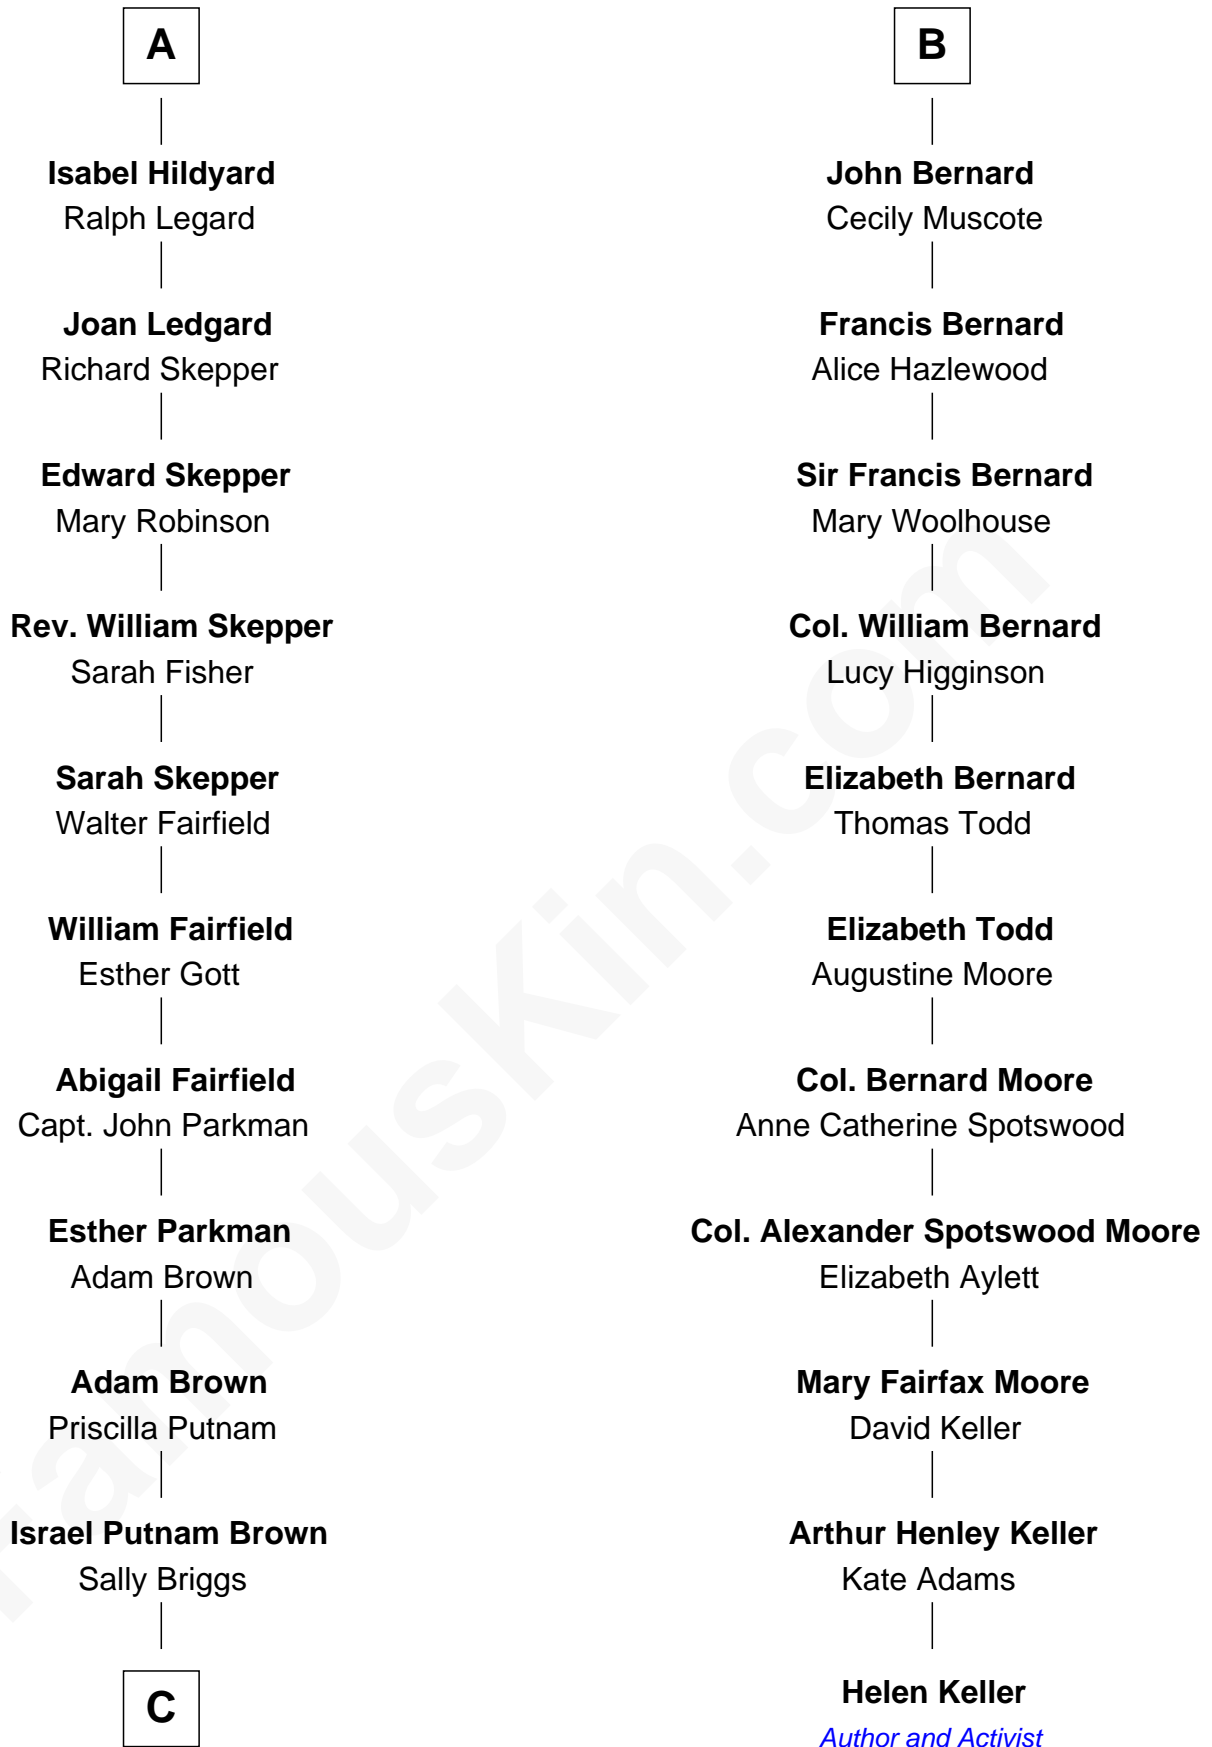 A
Isabel Hildyard
Ralph Legard
Joan Ledgard
Richard Skepper
Edward Skepper
Mary Robinson
Rev. William Skepper
Sarah Fisher
Sarah Skepper
Walter Fairfield
William Fairfield
Esther Gott
Abigail Fairfield
Capt. John Parkman
Esther Parkman
Adam Brown
Adam Brown
Priscilla Putnam
Israel Putnam Brown
Sally Briggs
C
B
John Bernard
Cecily Muscote
Francis Bernard
Alice Hazlewood
Sir Francis Bernard
Mary Woolhouse
Col. William Bernard
Lucy Higginson
Elizabeth Bernard
Thomas Todd
Elizabeth Todd
Augustine Moore
Col. Bernard Moore
Anne Catherine Spotswood
Col. Alexander Spotswood Moore
Elizabeth Aylett
Mary Fairfax Moore
David Keller
Arthur Henley Keller
Kate Adams
Helen Keller
Author and Activist
FamousKin.com